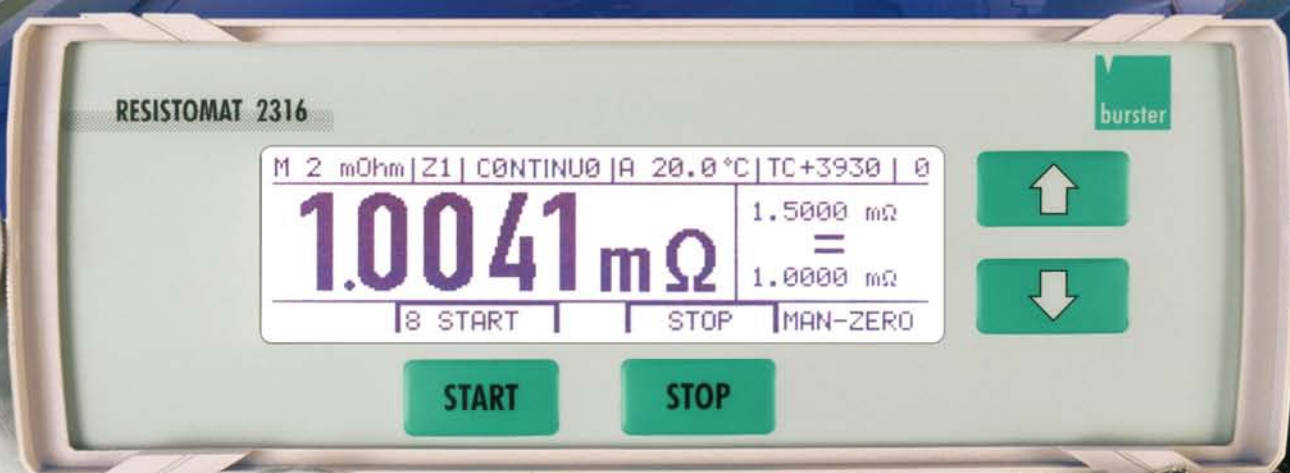 RESISTOMAT 2316
burster
M 2 mOhm|Z1| C0NTINU0 |A 20.0°C|TC+3930 | 0
1.0041 mΩ
1.5000 mΩ
=
1.0000 mΩ
8 START STOP MAN-ZERO
START STOP